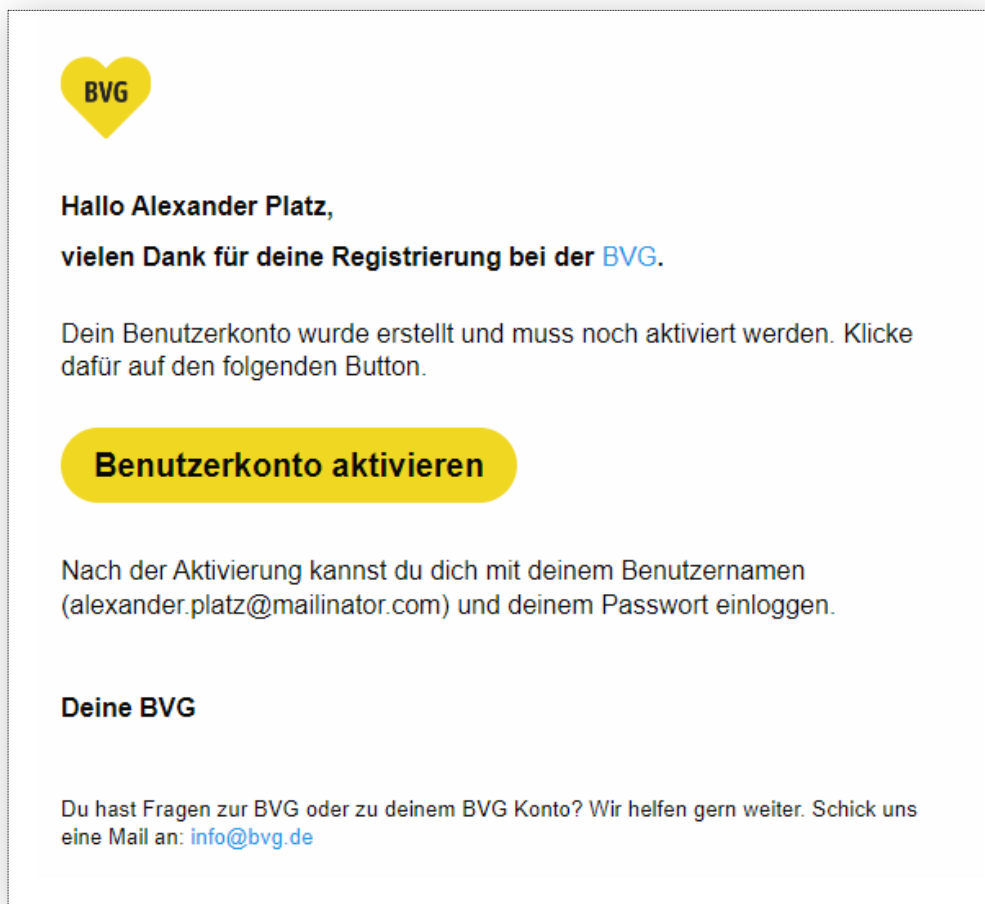 BVG
Hallo Alexander Platz,
vielen Dank für deine Registrierung bei der BVG.
Dein Benutzerkonto wurde erstellt und muss noch aktiviert werden. Klicke
dafür auf den folgenden Button.
Benutzerkonto aktivieren
Nach der Aktivierung kannst du dich mit deinem Benutzernamen
(alexander.platz@mailinator.com) und deinem Passwort einloggen.
Deine BVG
Du hast Fragen zur BVG oder zu deinem BVG Konto? Wir helfen gern weiter. Schick uns
eine Mail an: info@bvg.de